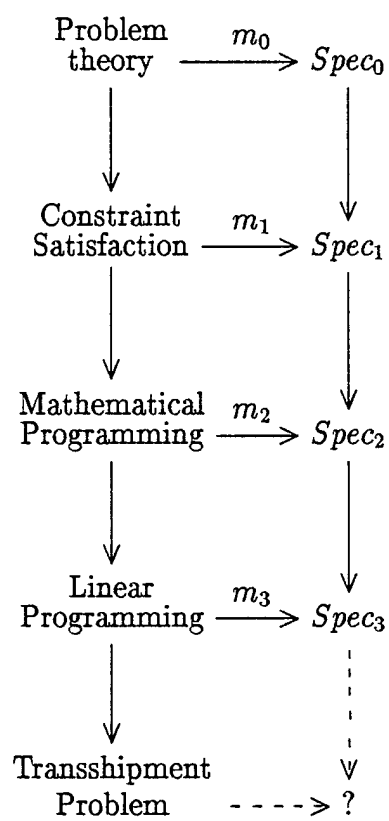 Problem
theory
m₀
Spec₀
Constraint
Satisfaction
m₁
Spec₁
Mathematical
Programming
m₂
Spec₂
Linear
Programming
m₃
Spec₃
Transshipment
Problem
?